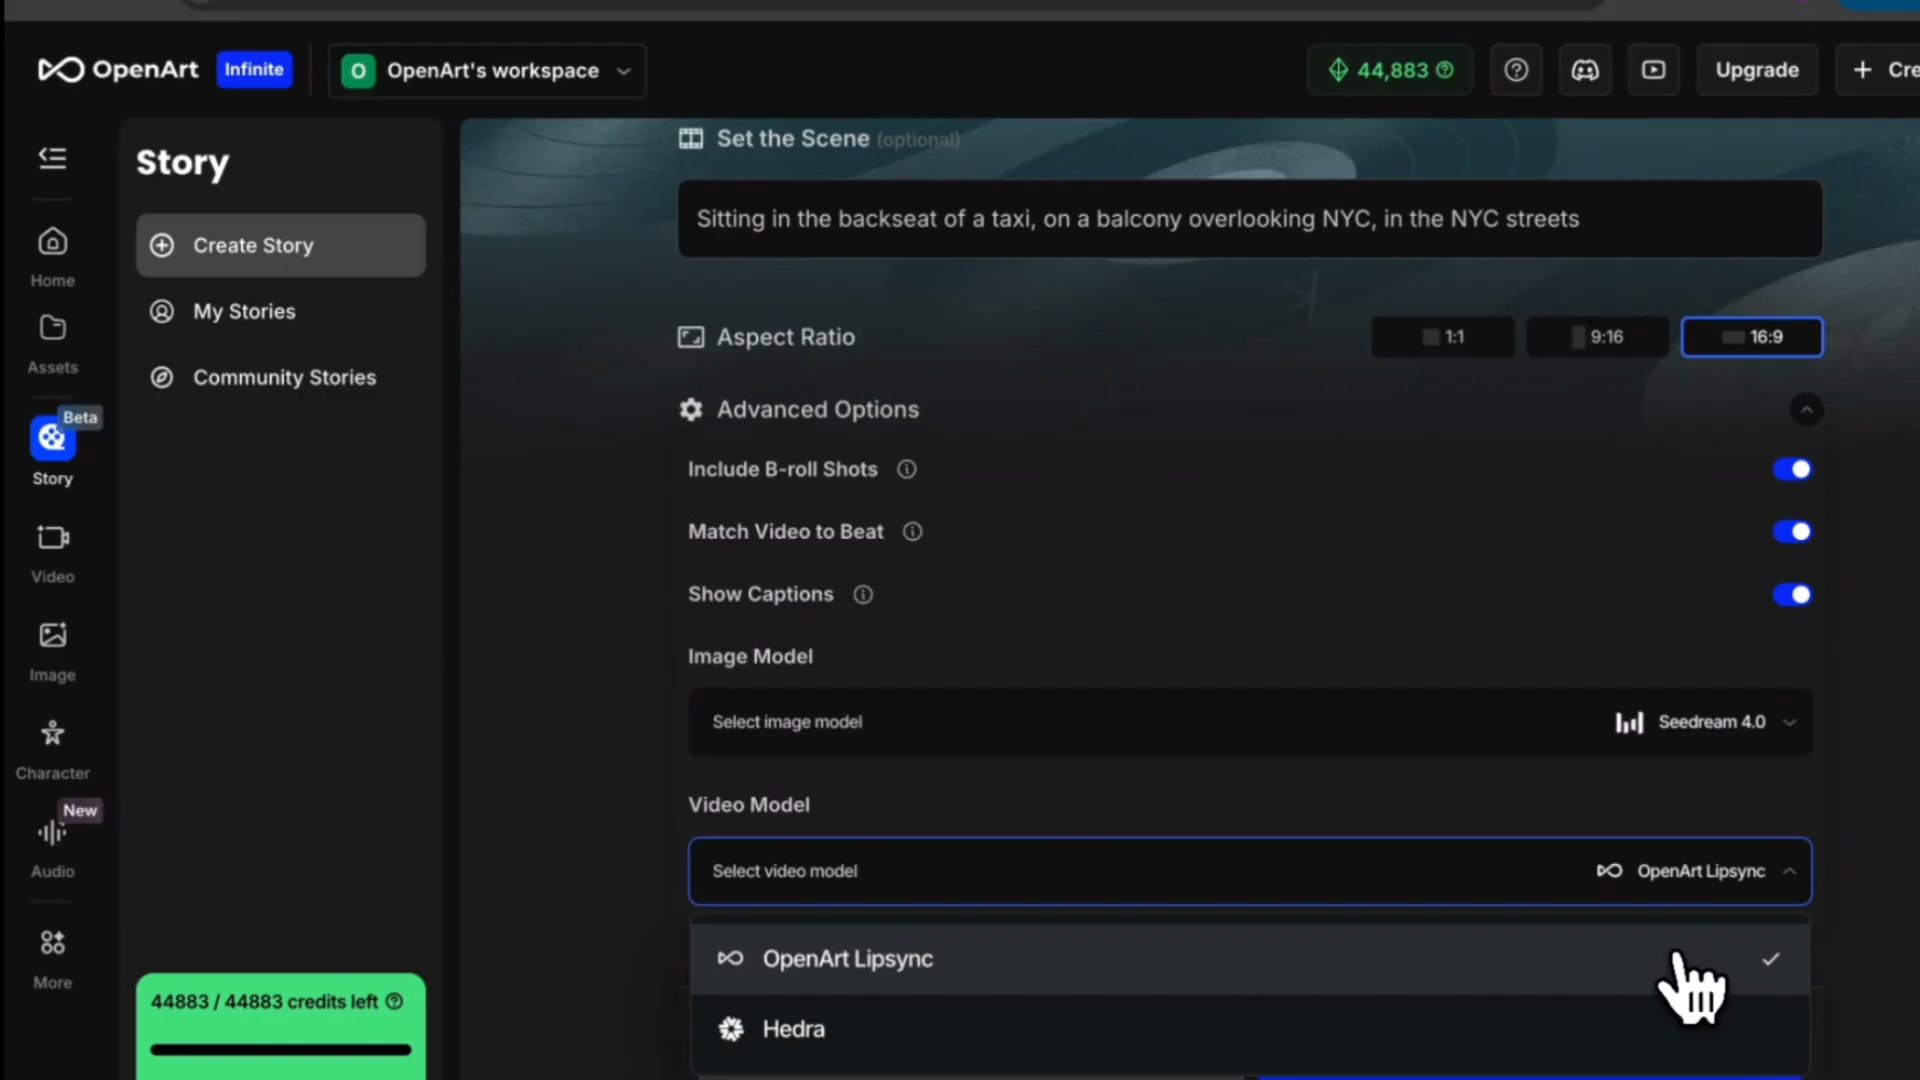 OpenArt Infinite
O OpenArt's workspace
44,883
Upgrade
+ Cre
Story
Create Story
My Stories
Community Stories
Home
Assets
Beta
Story
Video
Image
Character
New
Audio
More
44883 / 44883 credits left
Set the Scene (optional)
Sitting in the backseat of a taxi, on a balcony overlooking NYC, in the NYC streets
Aspect Ratio
1:1
9:16
16:9
Advanced Options
Include B-roll Shots
Match Video to Beat
Show Captions
Image Model
Select image model
Seedream 4.0
Video Model
Select video model
OpenArt Lipsync
OpenArt Lipsync
Hedra